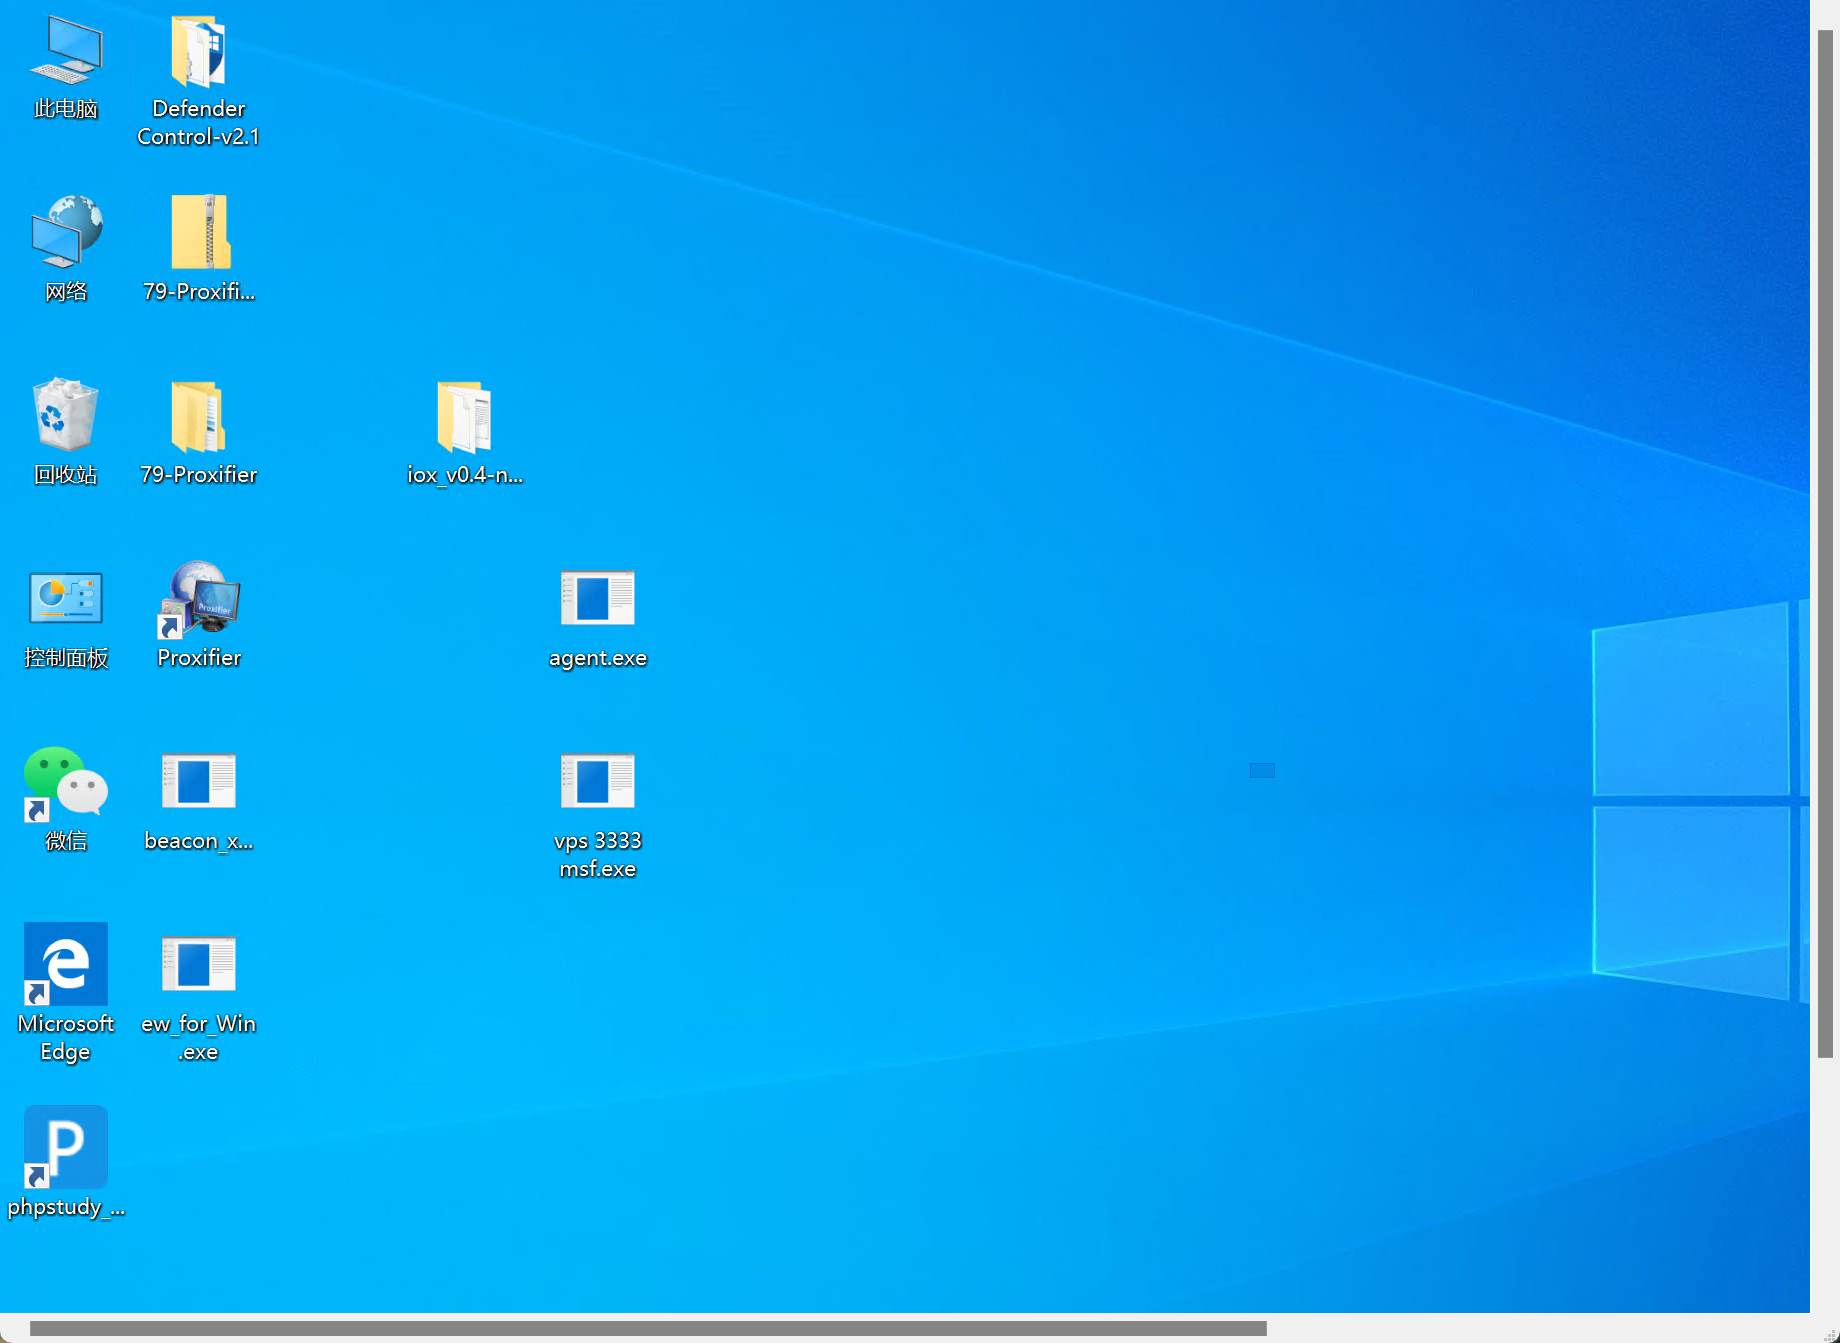 此电脑
Defender
Control-v2.1
网络
79-Proxifi...
回收站
79-Proxifier
iox_v0.4-n...
控制面板
Proxifier
Proxifier
agent.exe
微信
beacon_x...
vps 3333
msf.exe
Microsoft
Edge
ew_for_Win
.exe
P
phpstudy_...